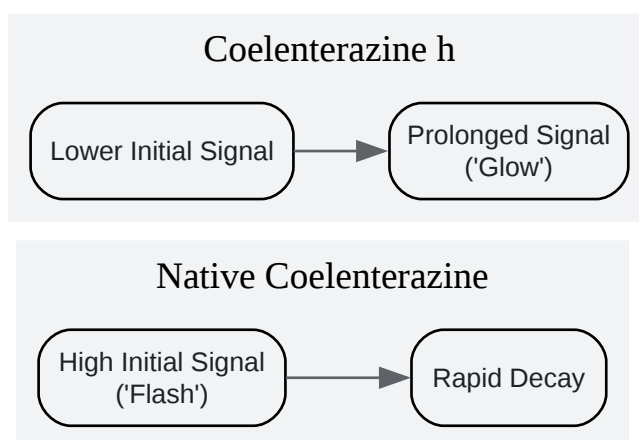 Coelenterazine h
Lower Initial Signal
Prolonged Signal
('Glow')
Native Coelenterazine
High Initial Signal
('Flash')
Rapid Decay